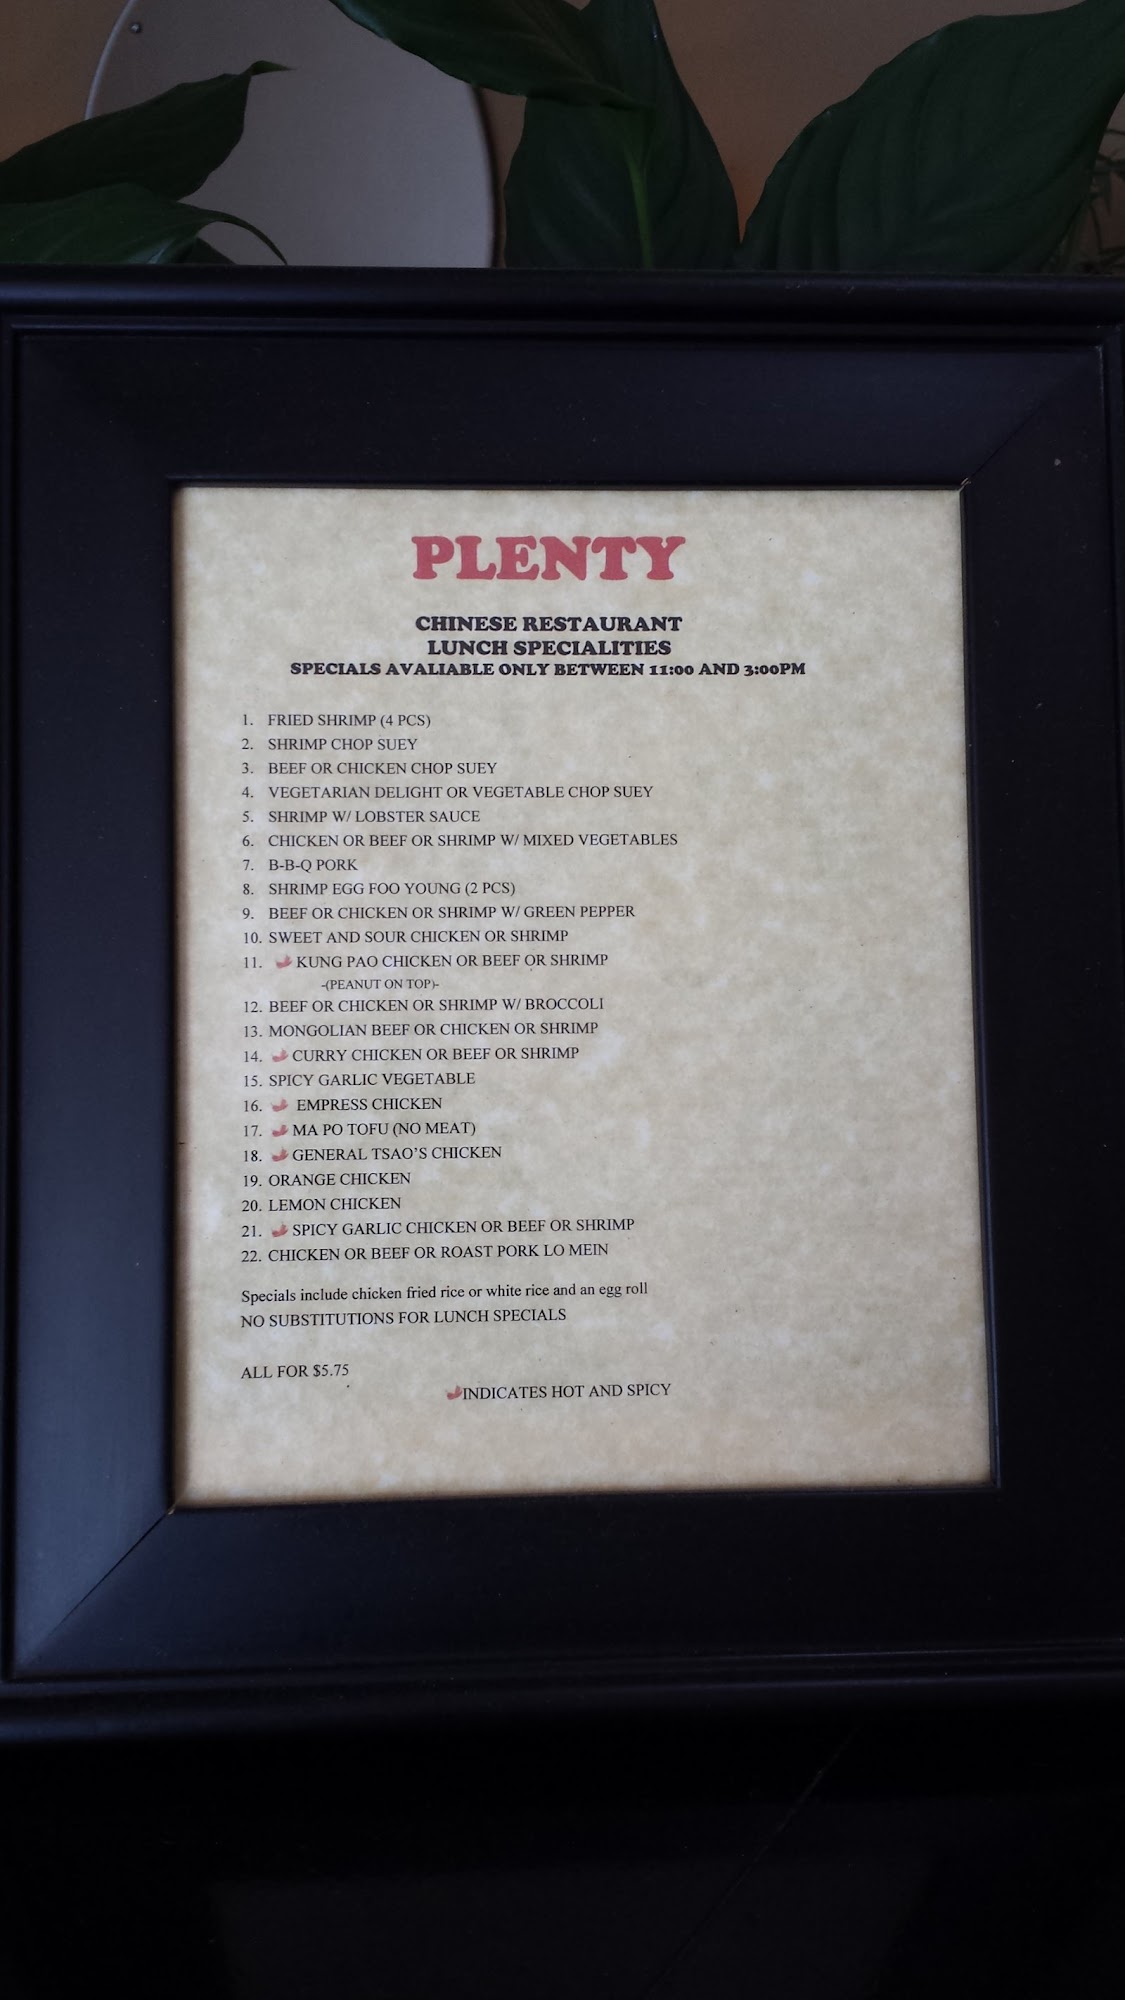 PLENTY
CHINESE RESTAURANT
LUNCH SPECIALITIES
SPECIALS AVALIABLE ONLY BETWEEN 11:00 AND 3:00PM
1. FRIED SHRIMP (4 PCS)
2. SHRIMP CHOP SUEY
3. BEEF OR CHICKEN CHOP SUEY
4. VEGETARIAN DELIGHT OR VEGETABLE CHOP SUEY
5. SHRIMP W/ LOBSTER SAUCE
6. CHICKEN OR BEEF OR SHRIMP W/ MIXED VEGETABLES
7. B-B-Q PORK
8. SHRIMP EGG FOO YOUNG (2 PCS)
9. BEEF OR CHICKEN OR SHRIMP W/ GREEN PEPPER
10. SWEET AND SOUR CHICKEN OR SHRIMP
11. KUNG PAO CHICKEN OR BEEF OR SHRIMP
-(PEANUT ON TOP)-
12. BEEF OR CHICKEN OR SHRIMP W/ BROCCOLI
13. MONGOLIAN BEEF OR CHICKEN OR SHRIMP
14. CURRY CHICKEN OR BEEF OR SHRIMP
15. SPICY GARLIC VEGETABLE
16. EMPRESS CHICKEN
17. MA PO TOFU (NO MEAT)
18. GENERAL TSAO'S CHICKEN
19. ORANGE CHICKEN
20. LEMON CHICKEN
21. SPICY GARLIC CHICKEN OR BEEF OR SHRIMP
22. CHICKEN OR BEEF OR ROAST PORK LO MEIN
Specials include chicken fried rice or white rice and an egg roll
NO SUBSTITUTIONS FOR LUNCH SPECIALS
ALL FOR $5.75
INDICATES HOT AND SPICY